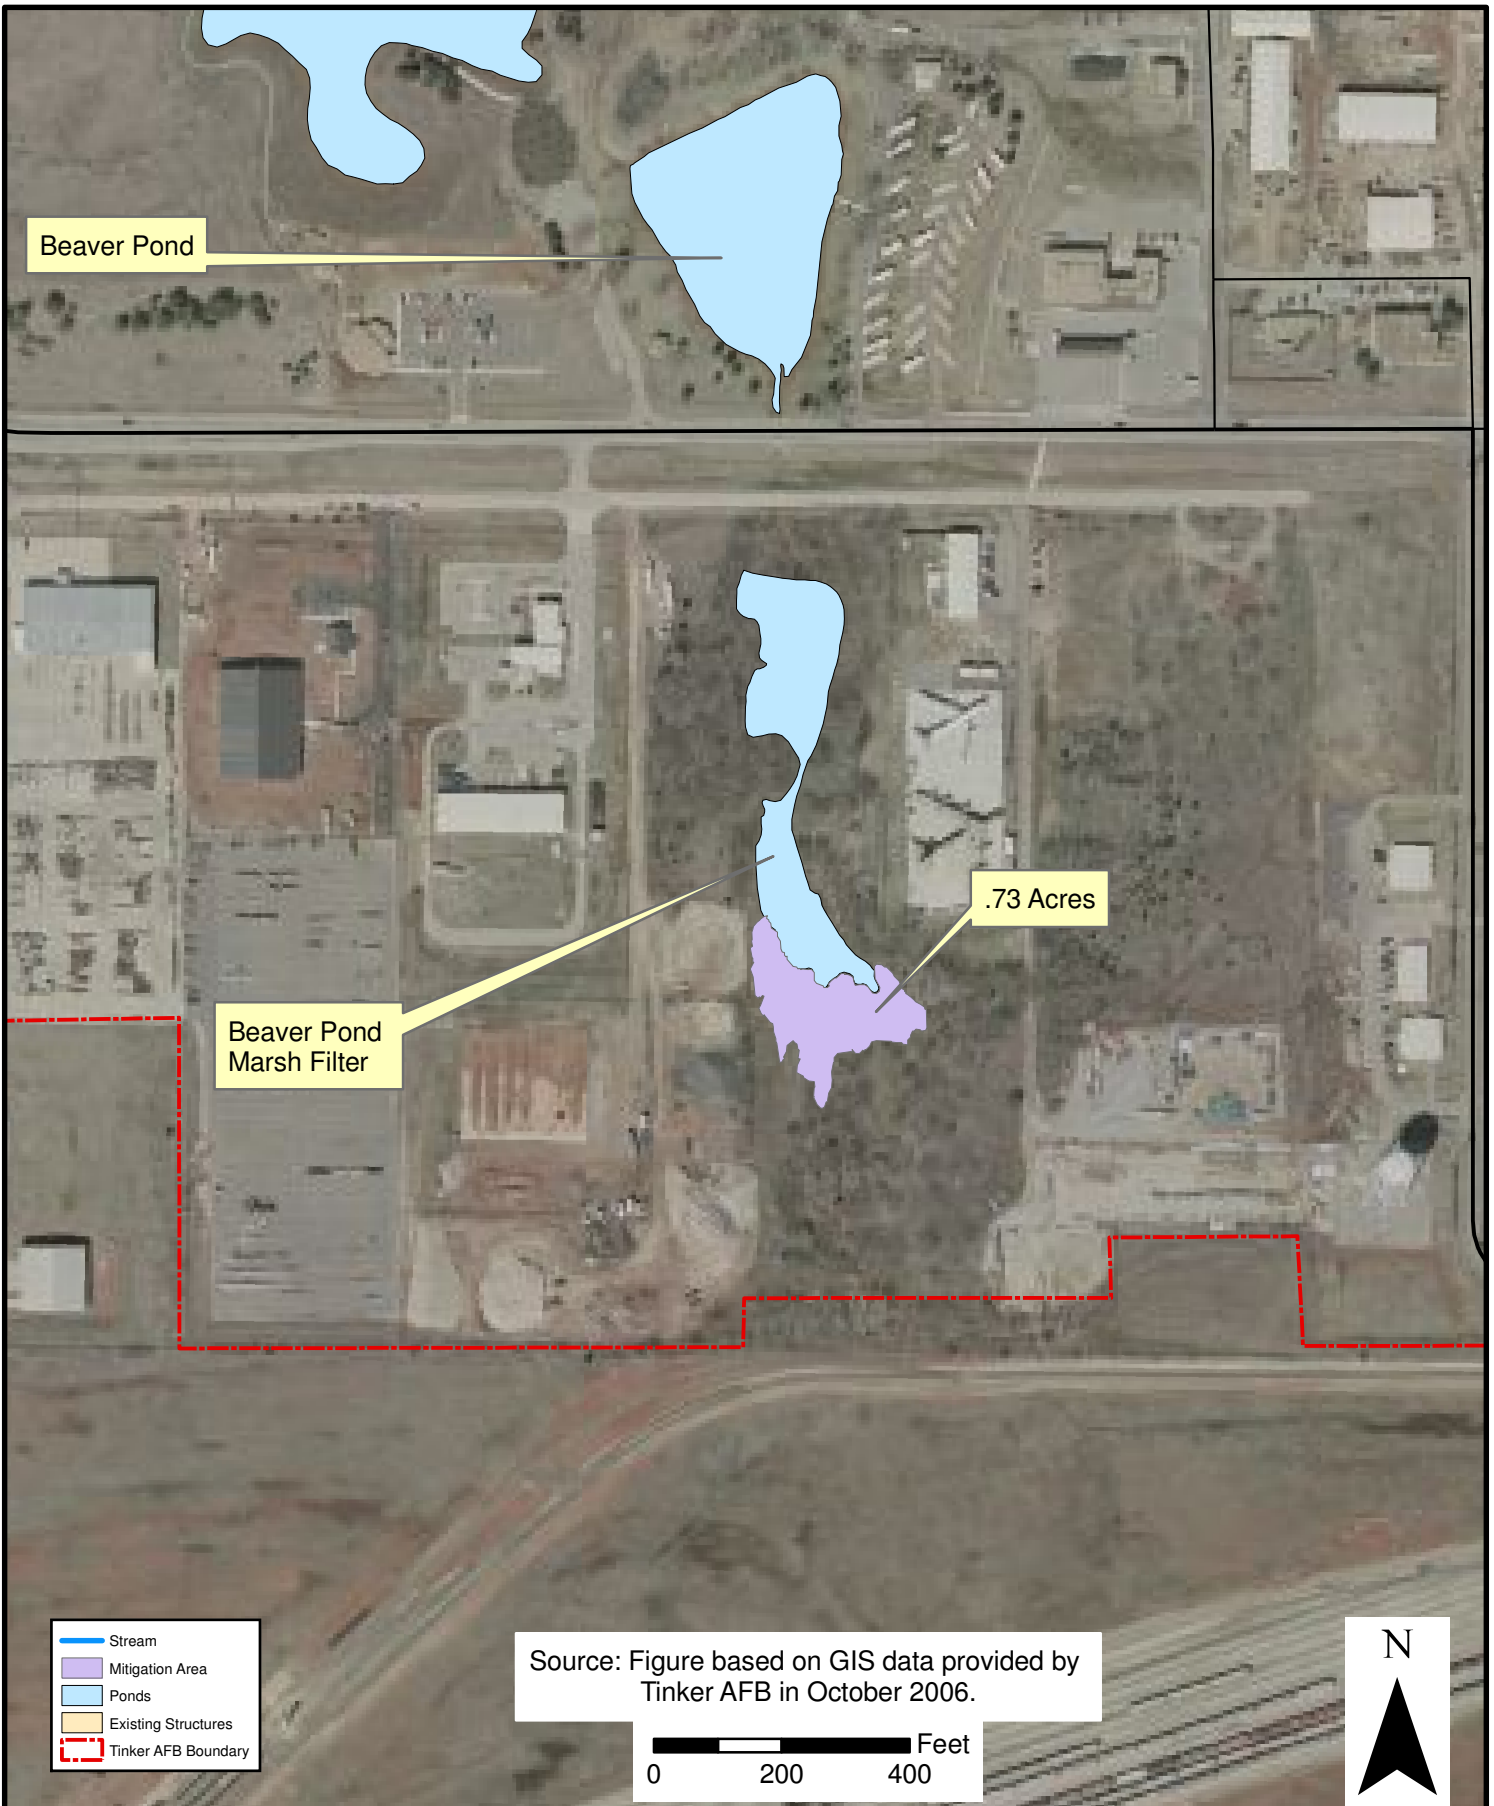 Beaver Pond
.73 Acres
Beaver Pond
Marsh Filter
Stream
Mitigation Area
Ponds
Existing Structures
Tinker AFB Boundary
Source: Figure based on GIS data provided by
Tinker AFB in October 2006.
Feet
0 200 400
N